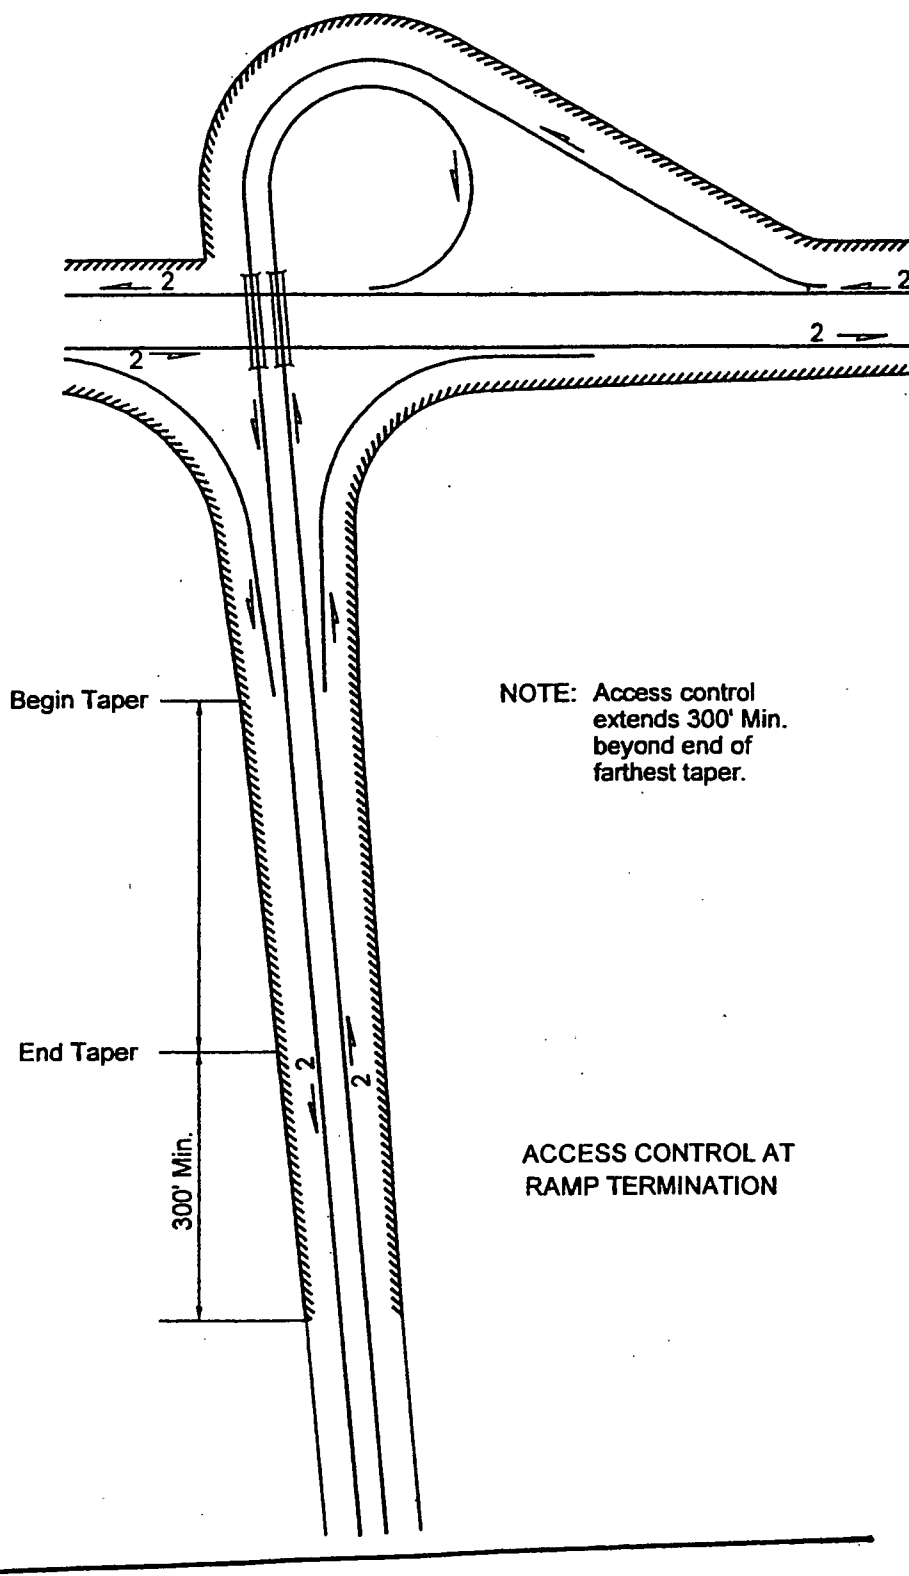 2
2
2
2
Begin Taper
NOTE: Access control
extends 300' Min.
beyond end of
farthest taper.
End Taper
2
2
300' Min.
ACCESS CONTROL AT
RAMP TERMINATION